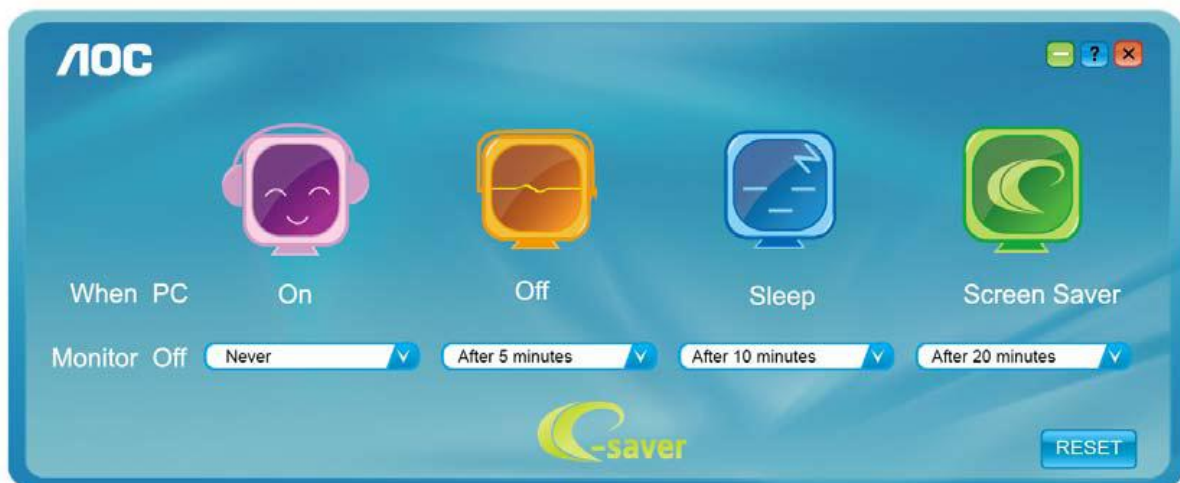 AOC
?
When PC On Off Sleep Screen Saver
Monitor Off Never After 5 minutes After 10 minutes After 20 minutes
e-saver
RESET